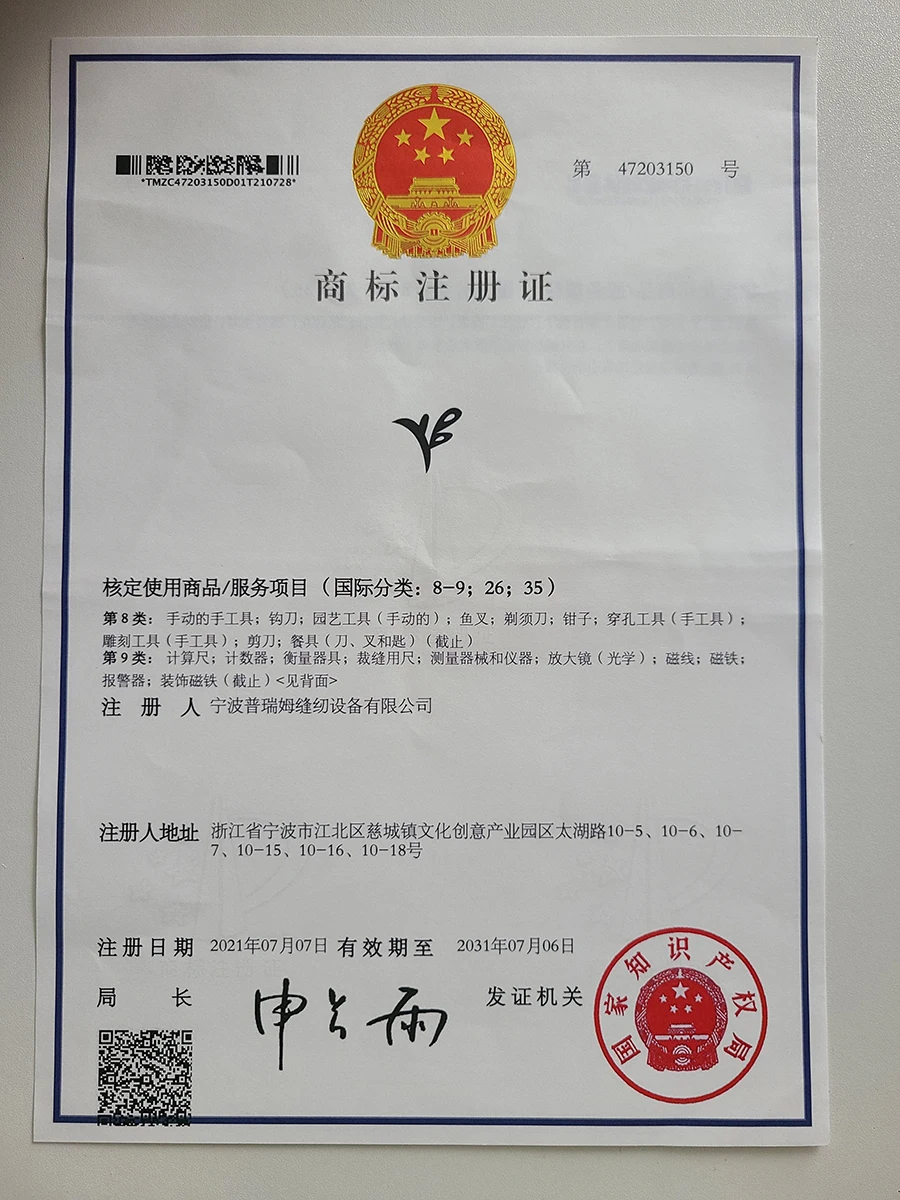 第 47203150 号
*TMZC47203150D01T210728*
商标注册证
核定使用商品/服务项目（国际分类：8-9；26；35）
第8类：手动的手工具；钩刀；园艺工具（手动的）；鱼叉；剃须刀；钳子；穿孔工具（手工具）；
雕刻工具（手工具）；剪刀；餐具（刀、叉和匙）（截止）
第9类：计算尺；计数器；衡量器具；裁缝用尺；测量器械和仪器；放大镜（光学）；磁线；磁铁；
报警器；装饰磁铁（截止）<见背面>
注 册 人 宁波普瑞姆缝纫设备有限公司
注册人地址 浙江省宁波市江北区慈城镇文化创意产业园区太湖路10-5、10-6、10-
7、10-15、10-16、10-18号
注册日期 2021年07月07日 有效期至 2031年07月06日
局 长 申长雨 发证机关
国家知识产权局